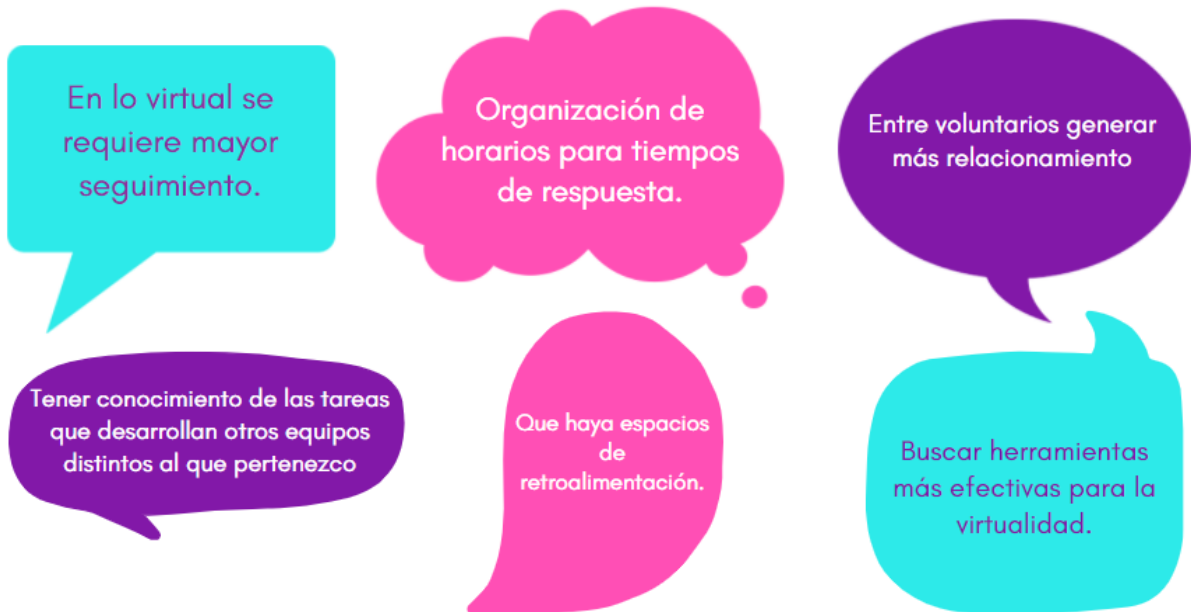 En lo virtual se
requiere mayor
seguimiento.
Organización de
horarios para tiempos
de respuesta.
Entre voluntarios generar
más relacionamiento
Tener conocimiento de las tareas
que desarrollan otros equipos
distintos al que pertenezco
Que haya espacios
de
retroalimentación.
Buscar herramientas
más efectivas para la
virtualidad.